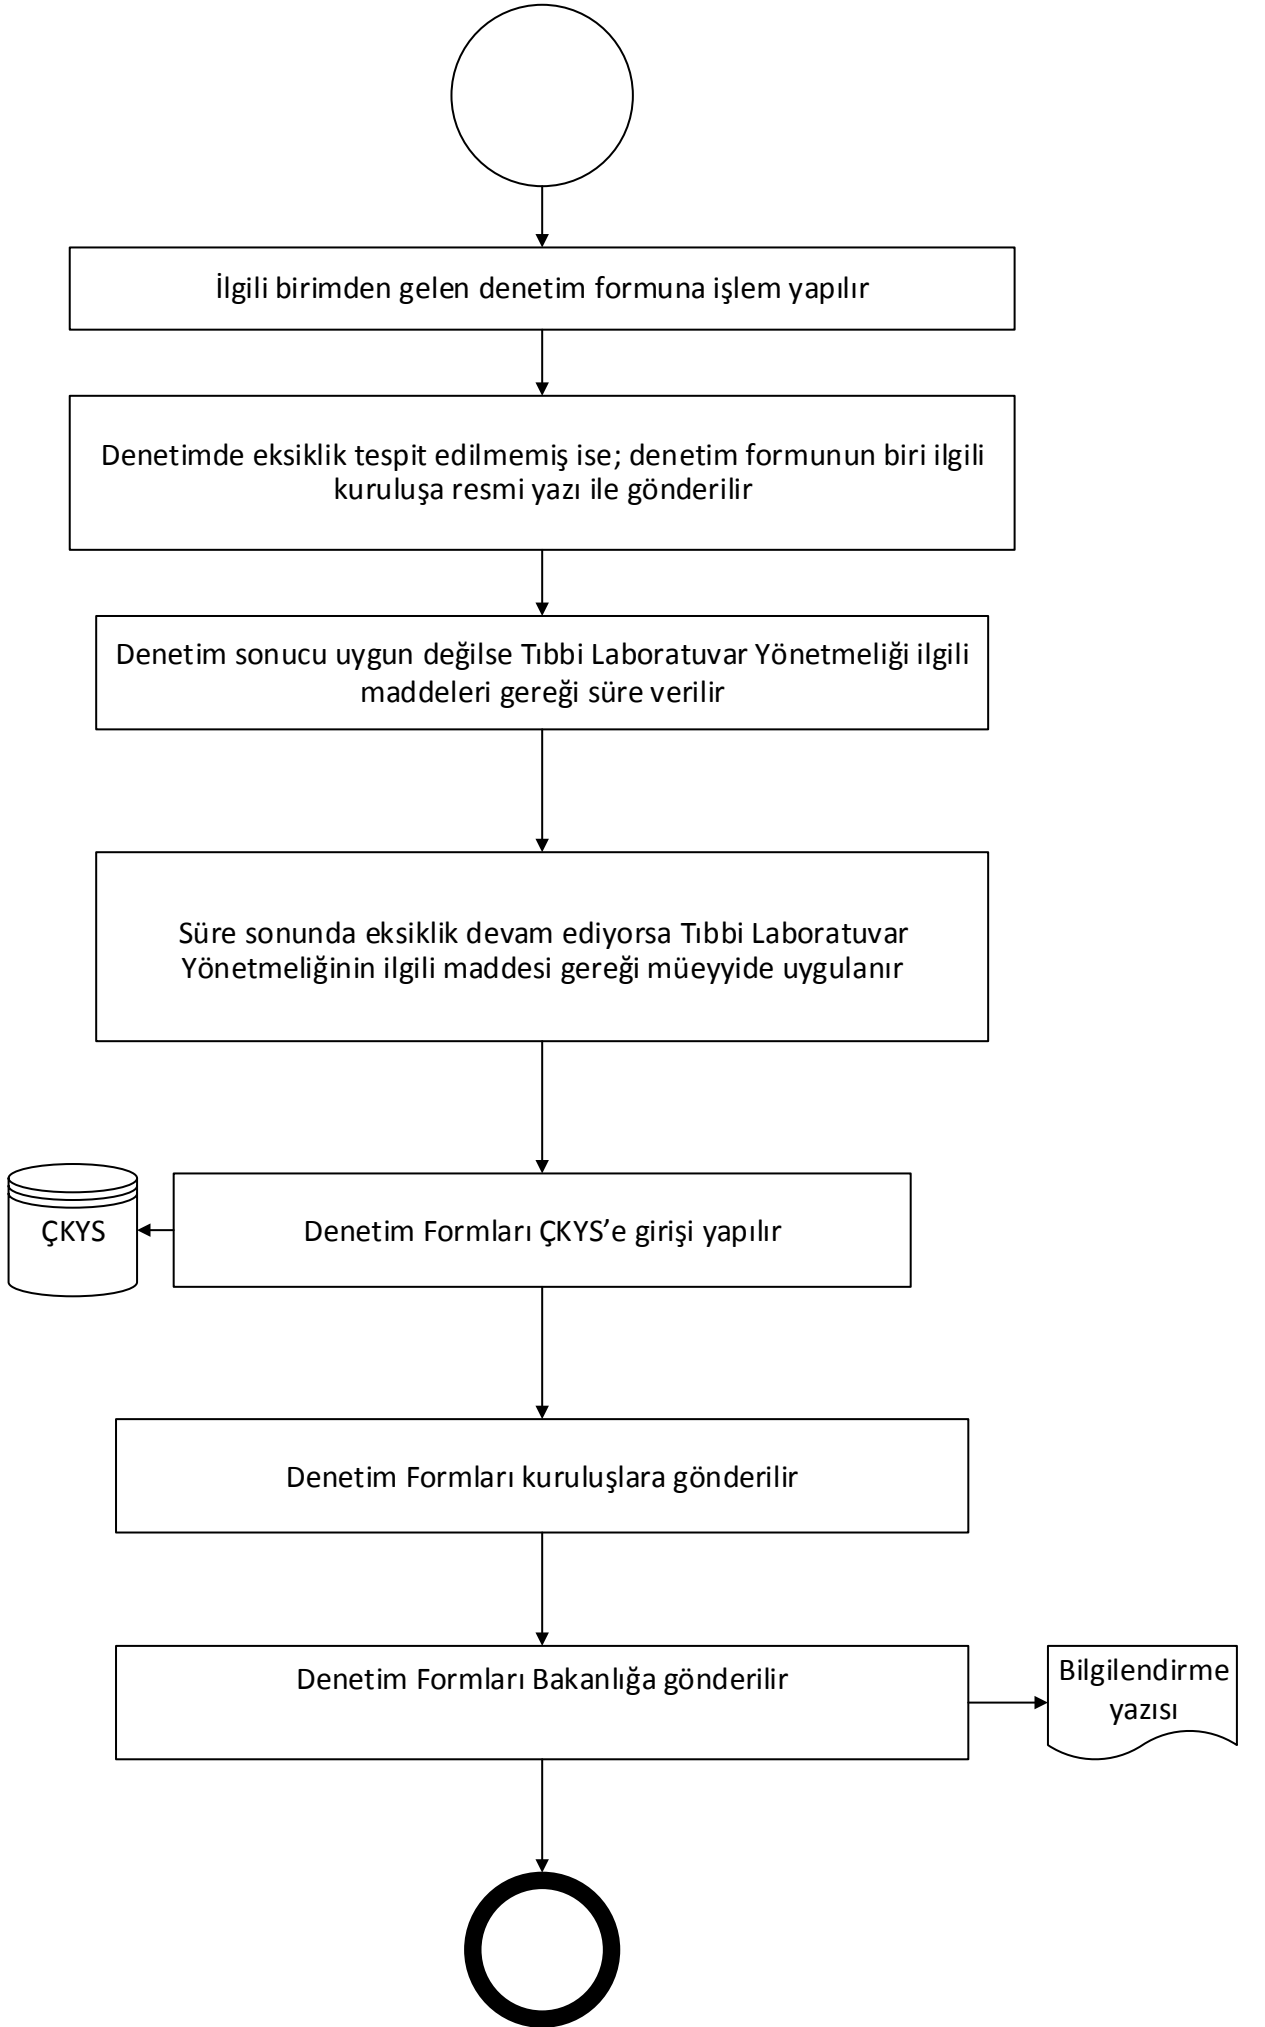 İlgili birimden gelen denetim formuna işlem yapılır
Denetimde eksiklik tespit edilmemiş ise; denetim formunun biri ilgili
kuruluşa resmi yazı ile gönderilir
Denetim sonucu uygun değilse Tıbbi Laboratuvar Yönetmeliği ilgili
maddeleri gereği süre verilir
Süre sonunda eksiklik devam ediyorsa Tıbbi Laboratuvar
Yönetmeliğinin ilgili maddesi gereği müeyyide uygulanır
ÇKYS
Denetim Formları ÇKYS’e girişi yapılır
Denetim Formları kuruluşlara gönderilir
Denetim Formları Bakanlığa gönderilir
Bilgilendirme
yazısı